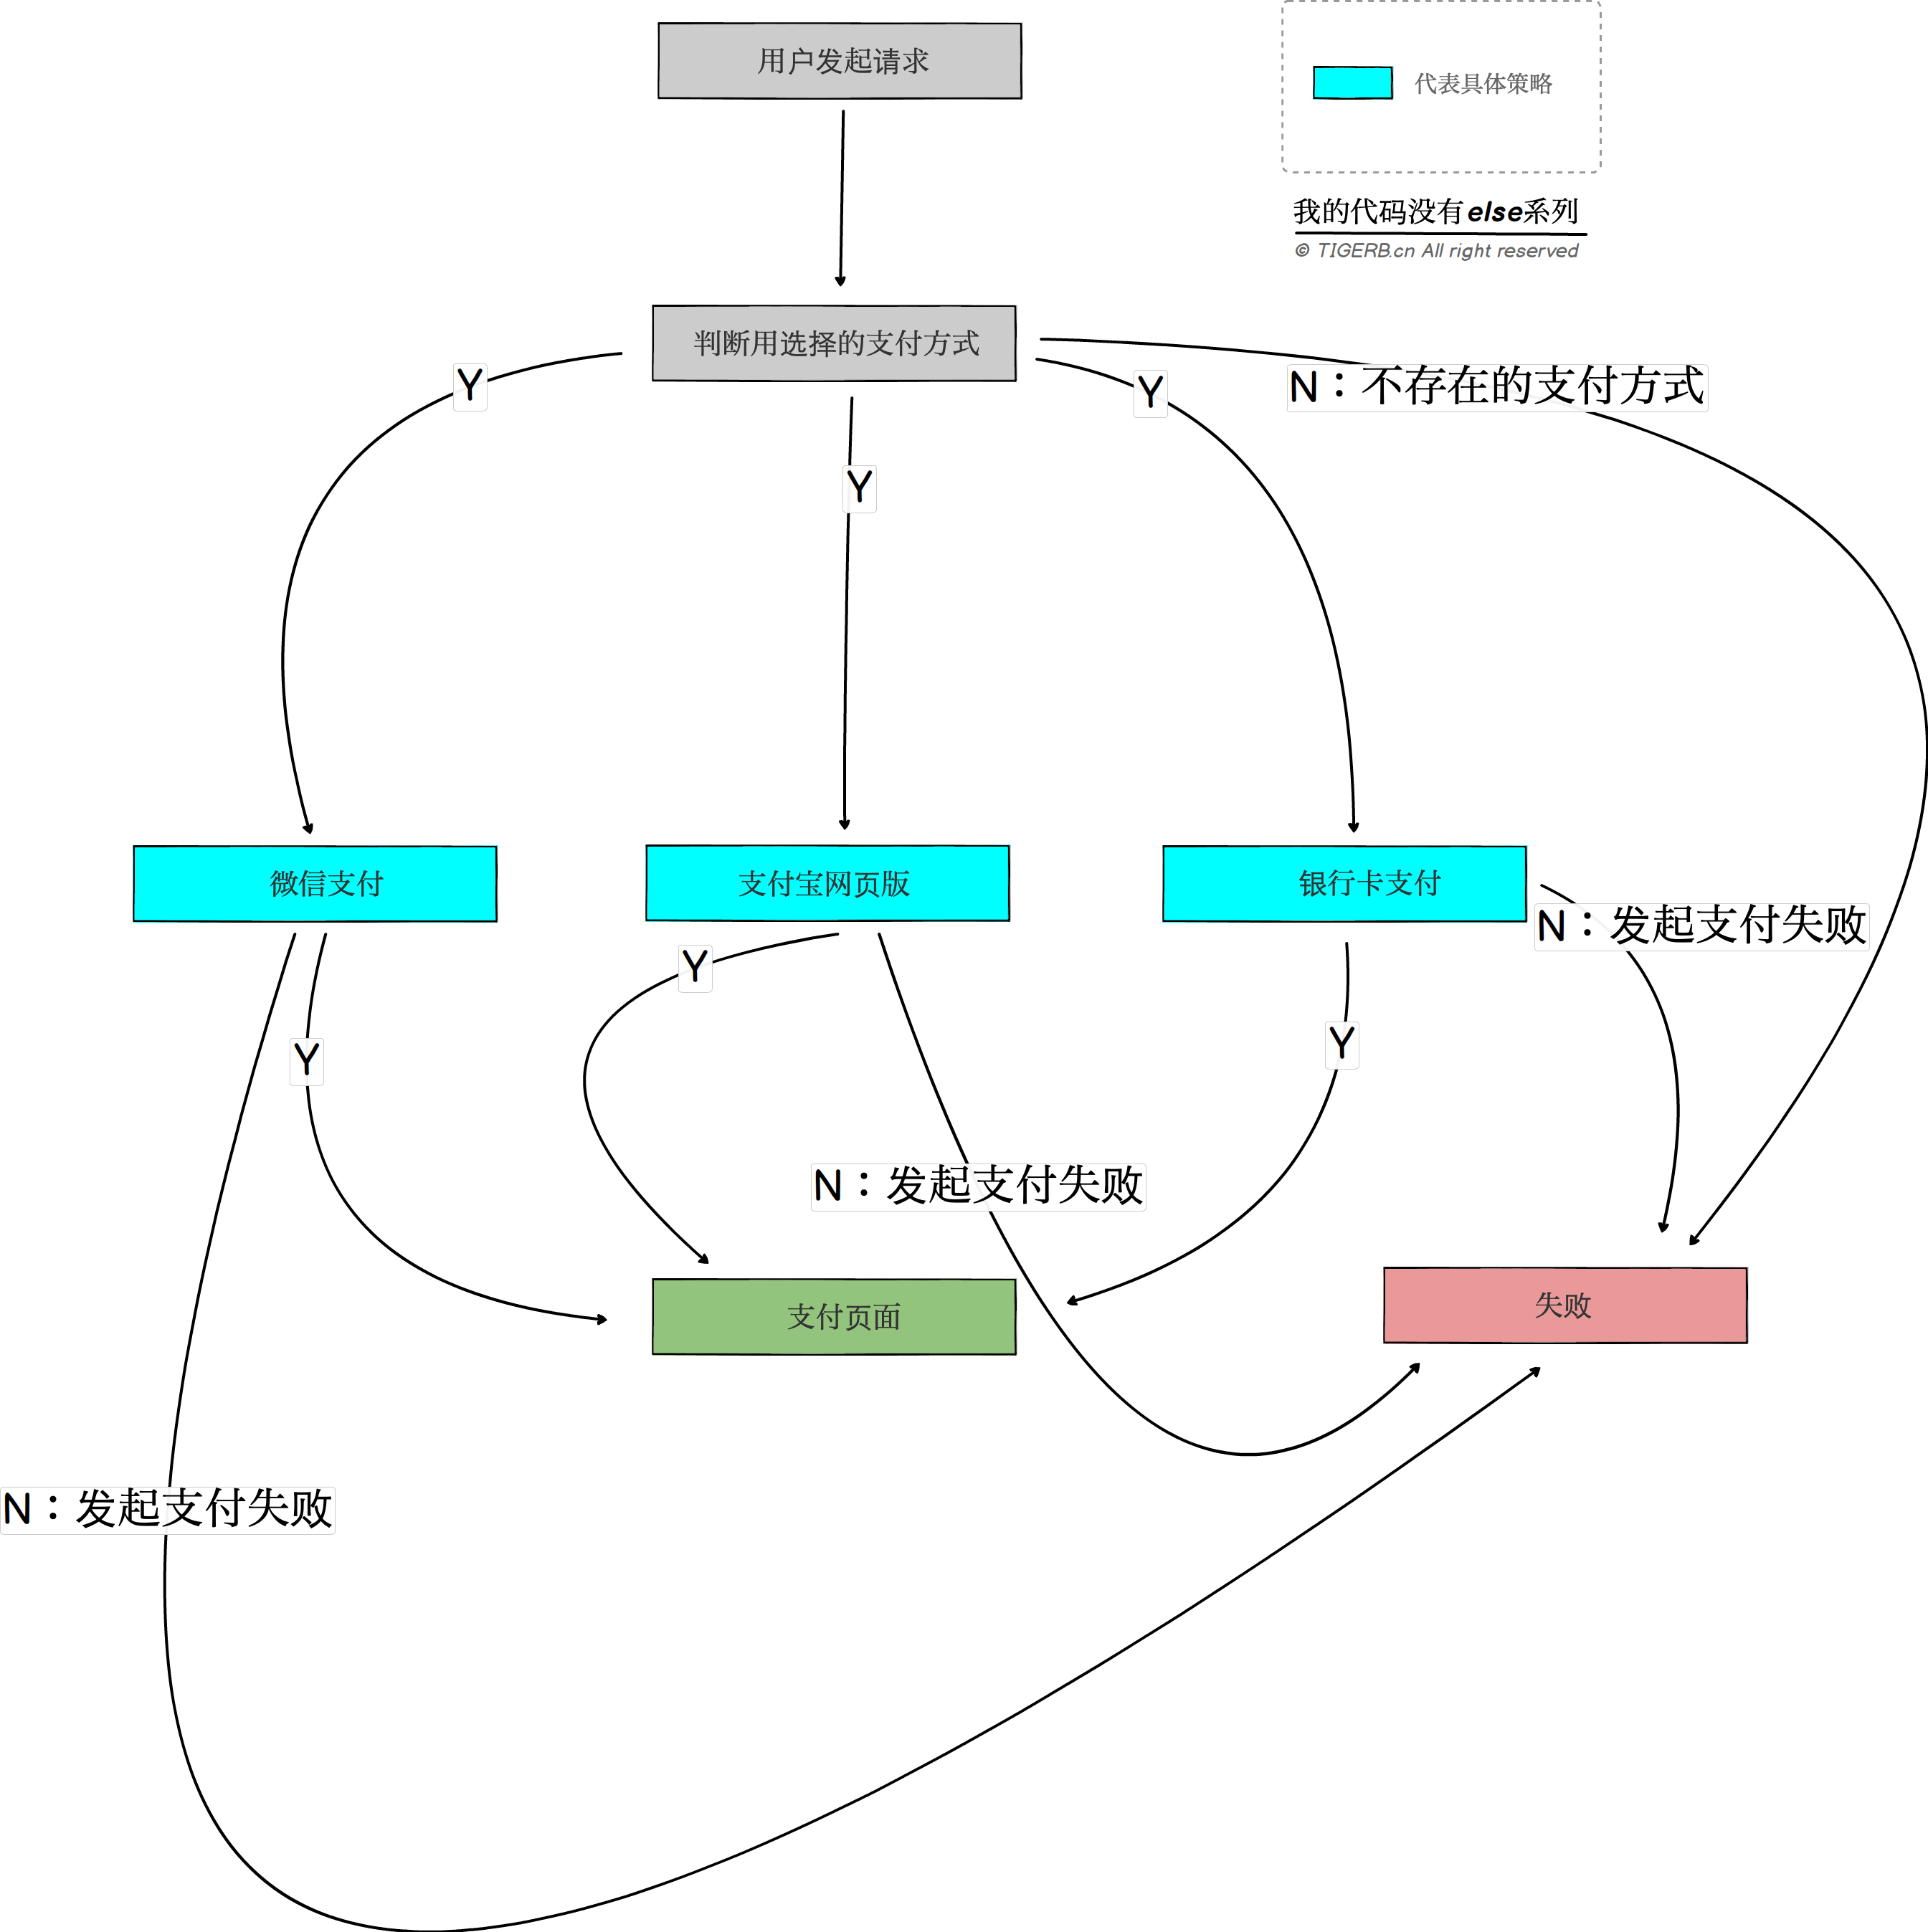 用户发起请求
代表具体策略
我的代码没有else系列
© TIGERB.cn All right reserved
判断用选择的支付方式
Y
Y
Y
N：不存在的支付方式
微信支付
支付宝网页版
银行卡支付
N：发起支付失败
Y
Y
Y
N：发起支付失败
支付页面
失败
N：发起支付失败